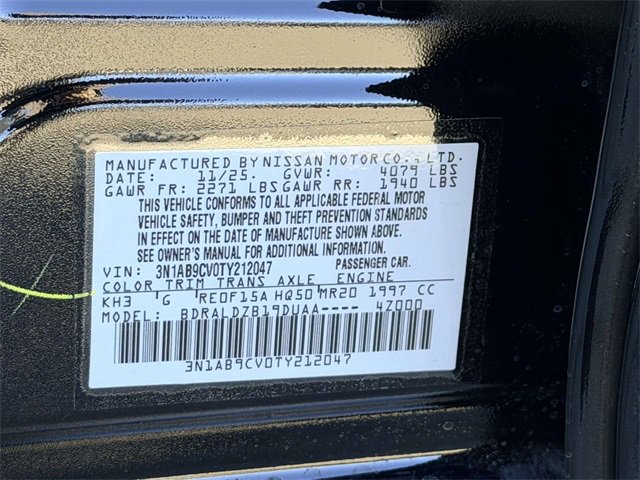 MANUFACTURED BY NISSAN MOTOR CO., LTD.
DATE: 11/25. GVWR: 4079 LBS
GAWR FR: 2271 LBS GAWR RR: 1940 LBS
THIS VEHICLE CONFORMS TO ALL APPLICABLE FEDERAL MOTOR
VEHICLE SAFETY, BUMPER AND THEFT PREVENTION STANDARDS
IN EFFECT ON THE DATE OF MANUFACTURE SHOWN ABOVE.
SEE OWNER'S MANUAL FOR ADDITIONAL INFORMATION.
VIN: 3N1AB9CV0TY212047 PASSENGER CAR.
COLOR TRIM TRANS AXLE ENGINE
KH3 'G 'RE0F15A HQ50 MR20 1997 CC
MODEL: BDRALDZB19DUAA---- 4Z000
3N1AB9CV0TY212047